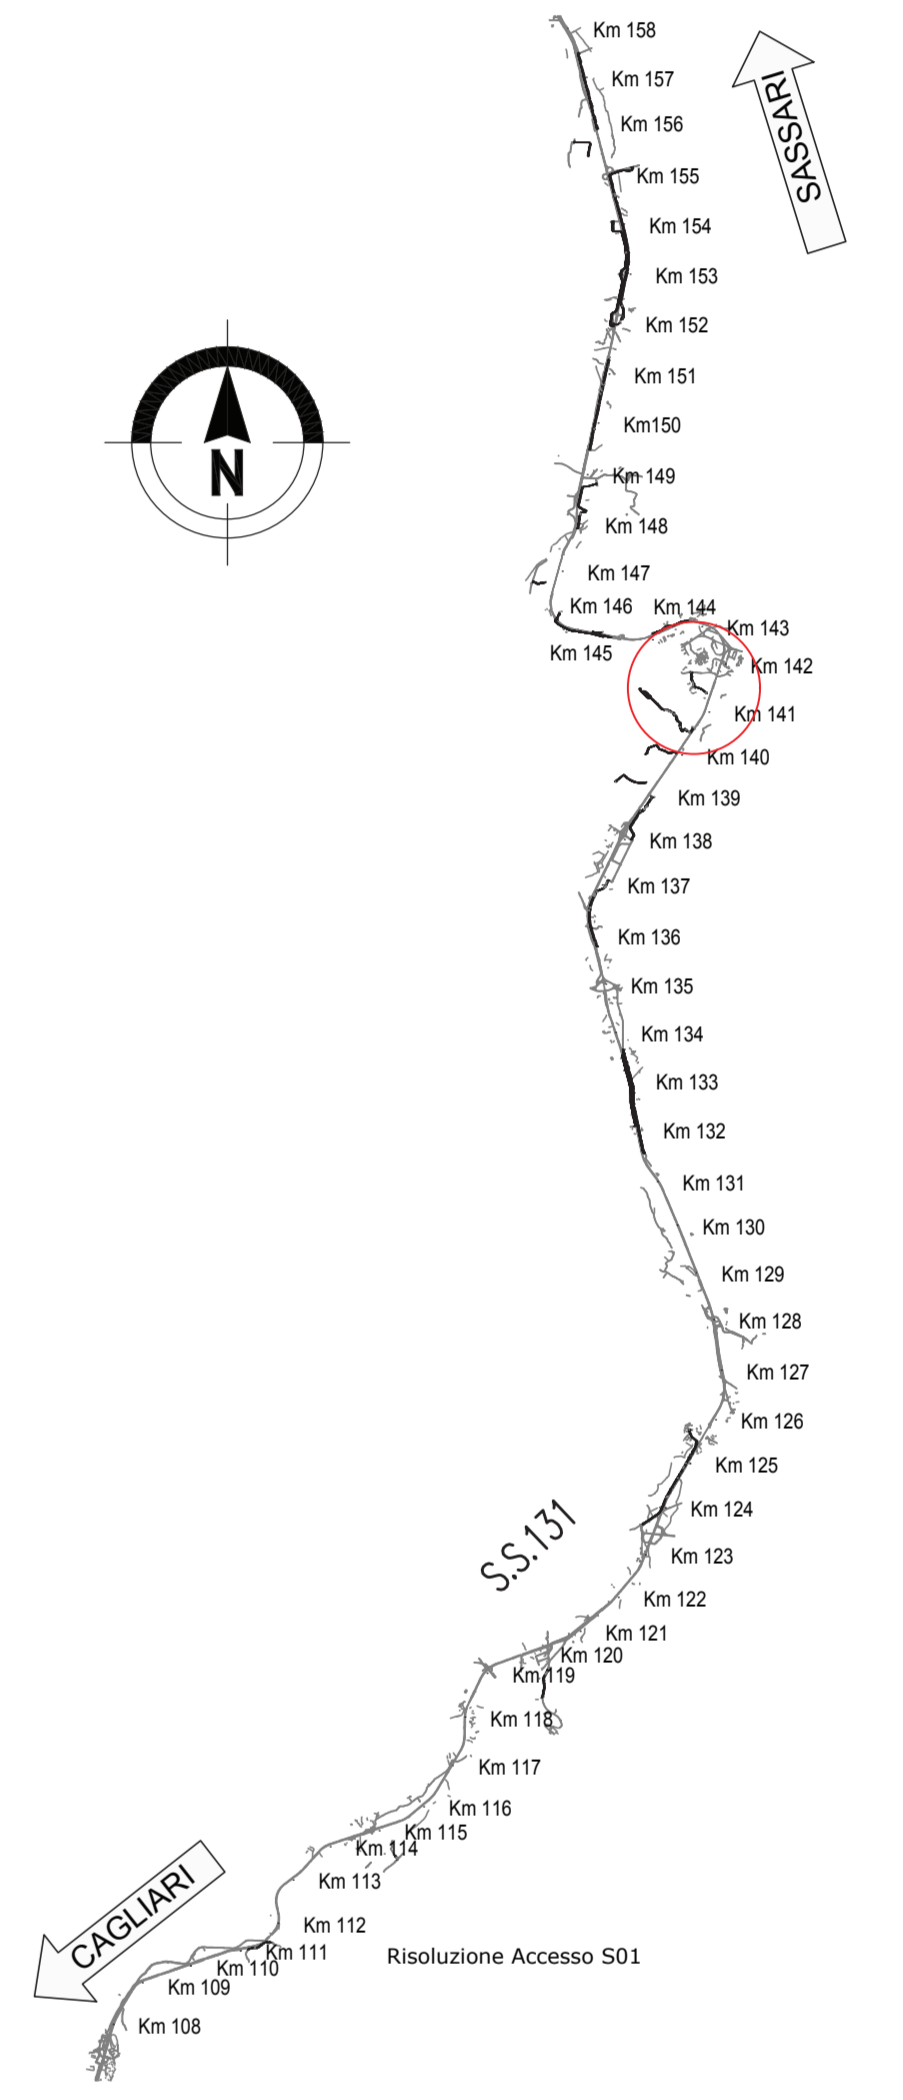 Km 158
SASSARI
Km 157
Km 156
Km 155
Km 154
Km 153
Km 152
Km 151
Km150
N
Km 149
Km 148
Km 147
Km 146
Km 144
Km 143
Km 145
Km 142
Km 141
Km 140
Km 139
Km 138
Km 137
Km 136
Km 135
Km 134
Km 133
Km 132
Km 131
Km 130
Km 129
Km 128
Km 127
Km 126
Km 125
Km 124
S.S.131
Km 123
Km 122
Km 121
Km 120
Km 119
Km 118
Km 117
Km 116
Km 115
Km 114
Km 113
CAGLIARI
Km 112
Km 111
Risoluzione Accesso S01
Km 110
Km 109
Km 108